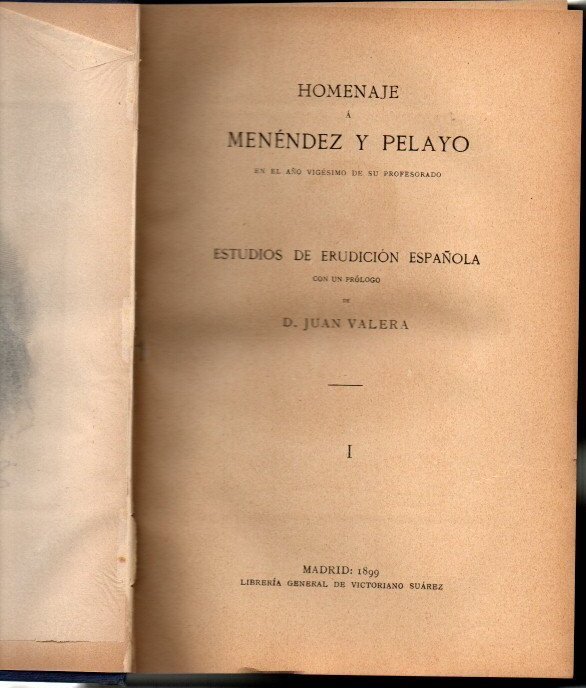 HOMENAJE
Á
MENÉNDEZ Y PELAYO
EN EL AÑO VIGÉSIMO DE SU PROFESORADO
ESTUDIOS DE ERUDICIÓN ESPAÑOLA
CON UN PRÓLOGO
DE
D. JUAN VALERA
I
MADRID: 1899
LIBRERÍA GENERAL DE VICTORIANO SUÁREZ